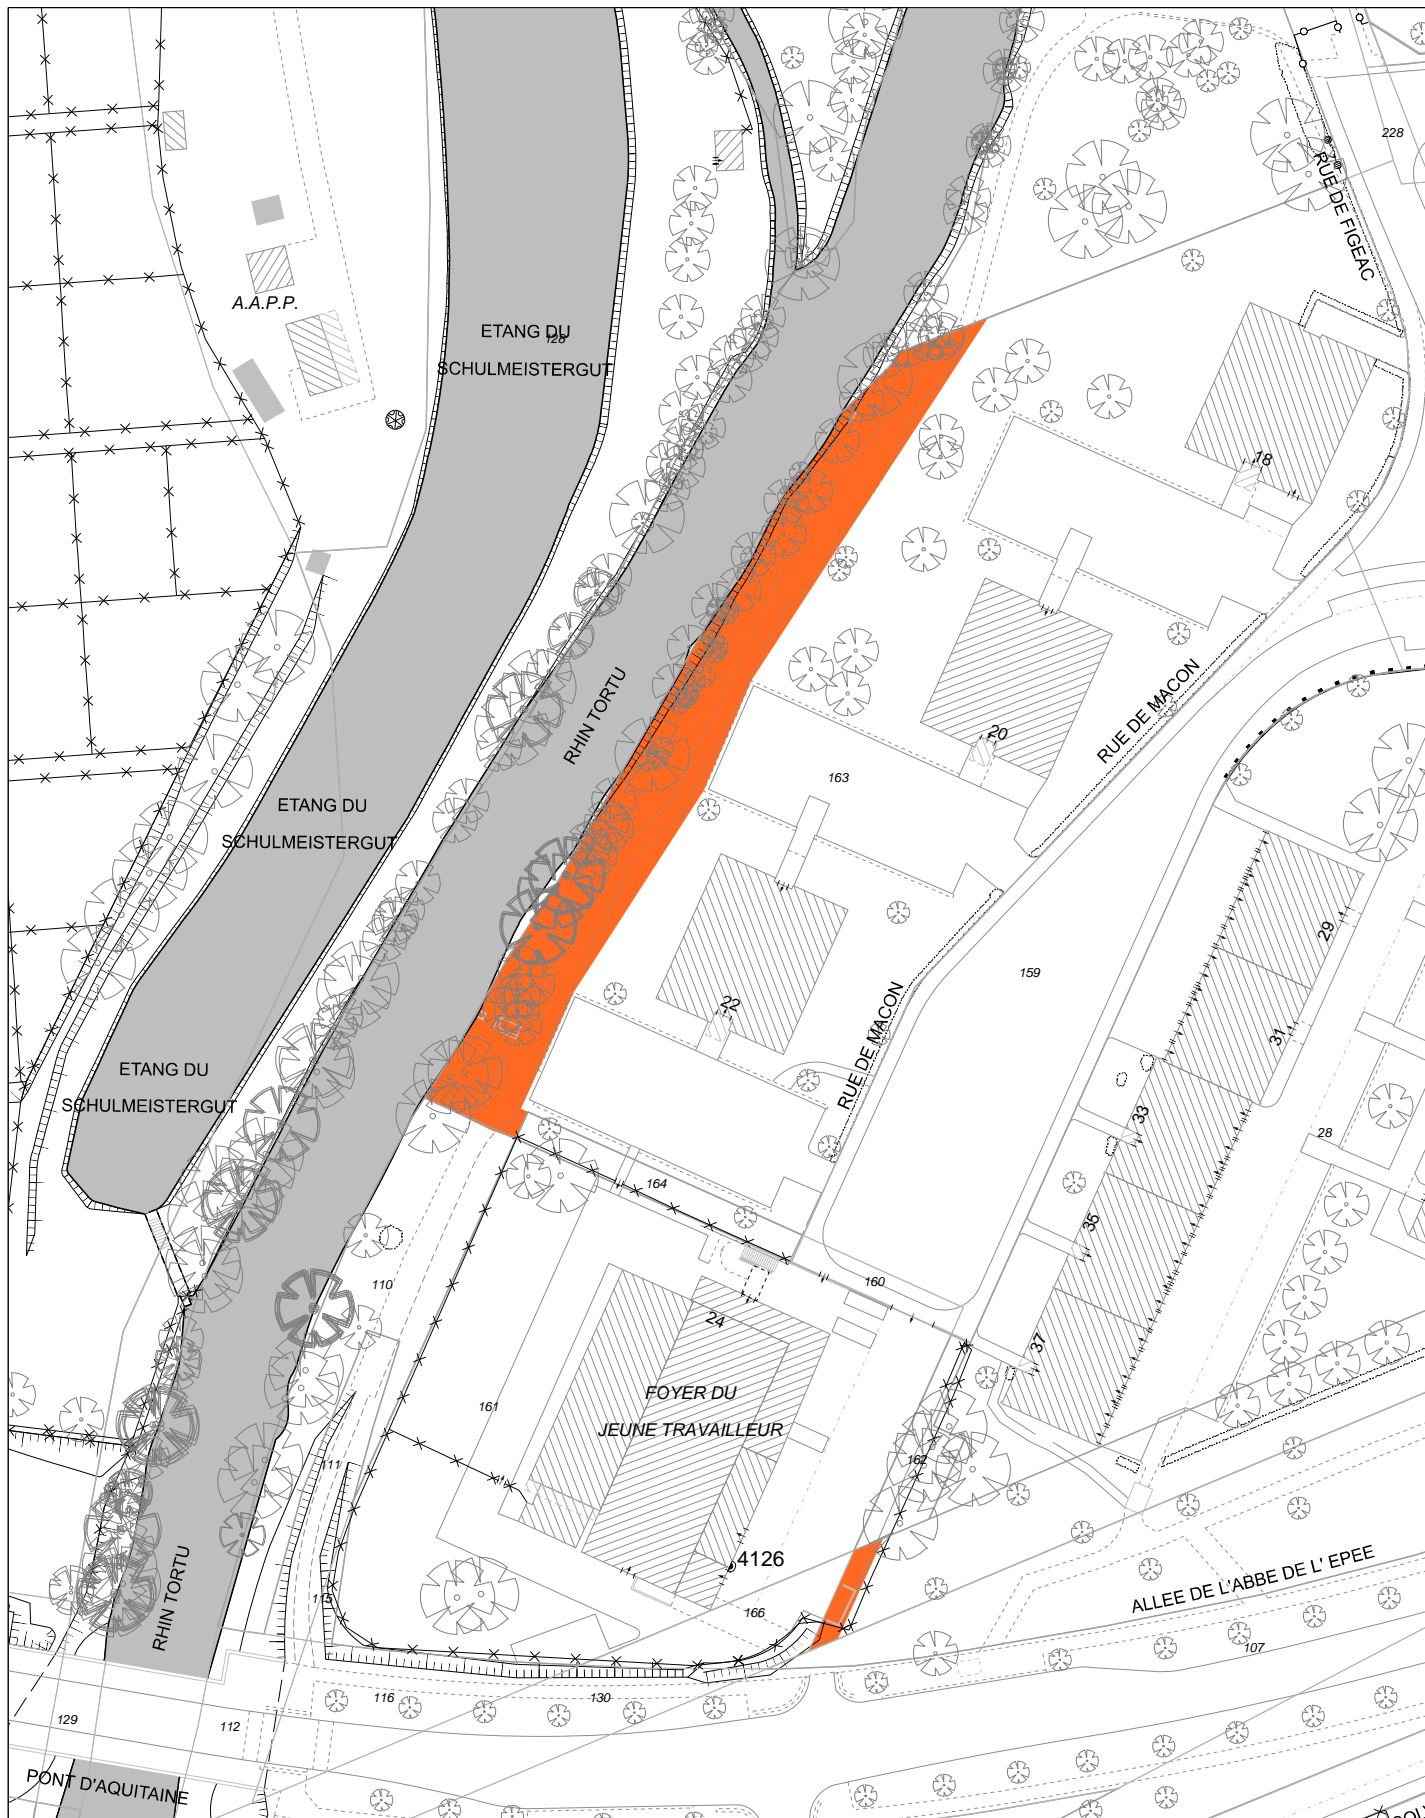 228
RUE DE FIGEAC
A.A.P.P.
ETANG DU
128
SCHULMEISTERGUT
18
RHIN TORTU
20
RUE DE MACON
163
ETANG DU
SCHULMEISTERGUT
22
159
29
31
RUE DE MACON
ETANG DU
SCHULMEISTERGUT
33
28
164
35
110
160
24
37
FOYER DU
JEUNE TRAVAILLEUR
161
162
111
4126
115
166
RHIN TORTU
ALLEE DE L'ABBE DE L' EPEE
107
116
130
129
112
PONT D'AQUITAINE